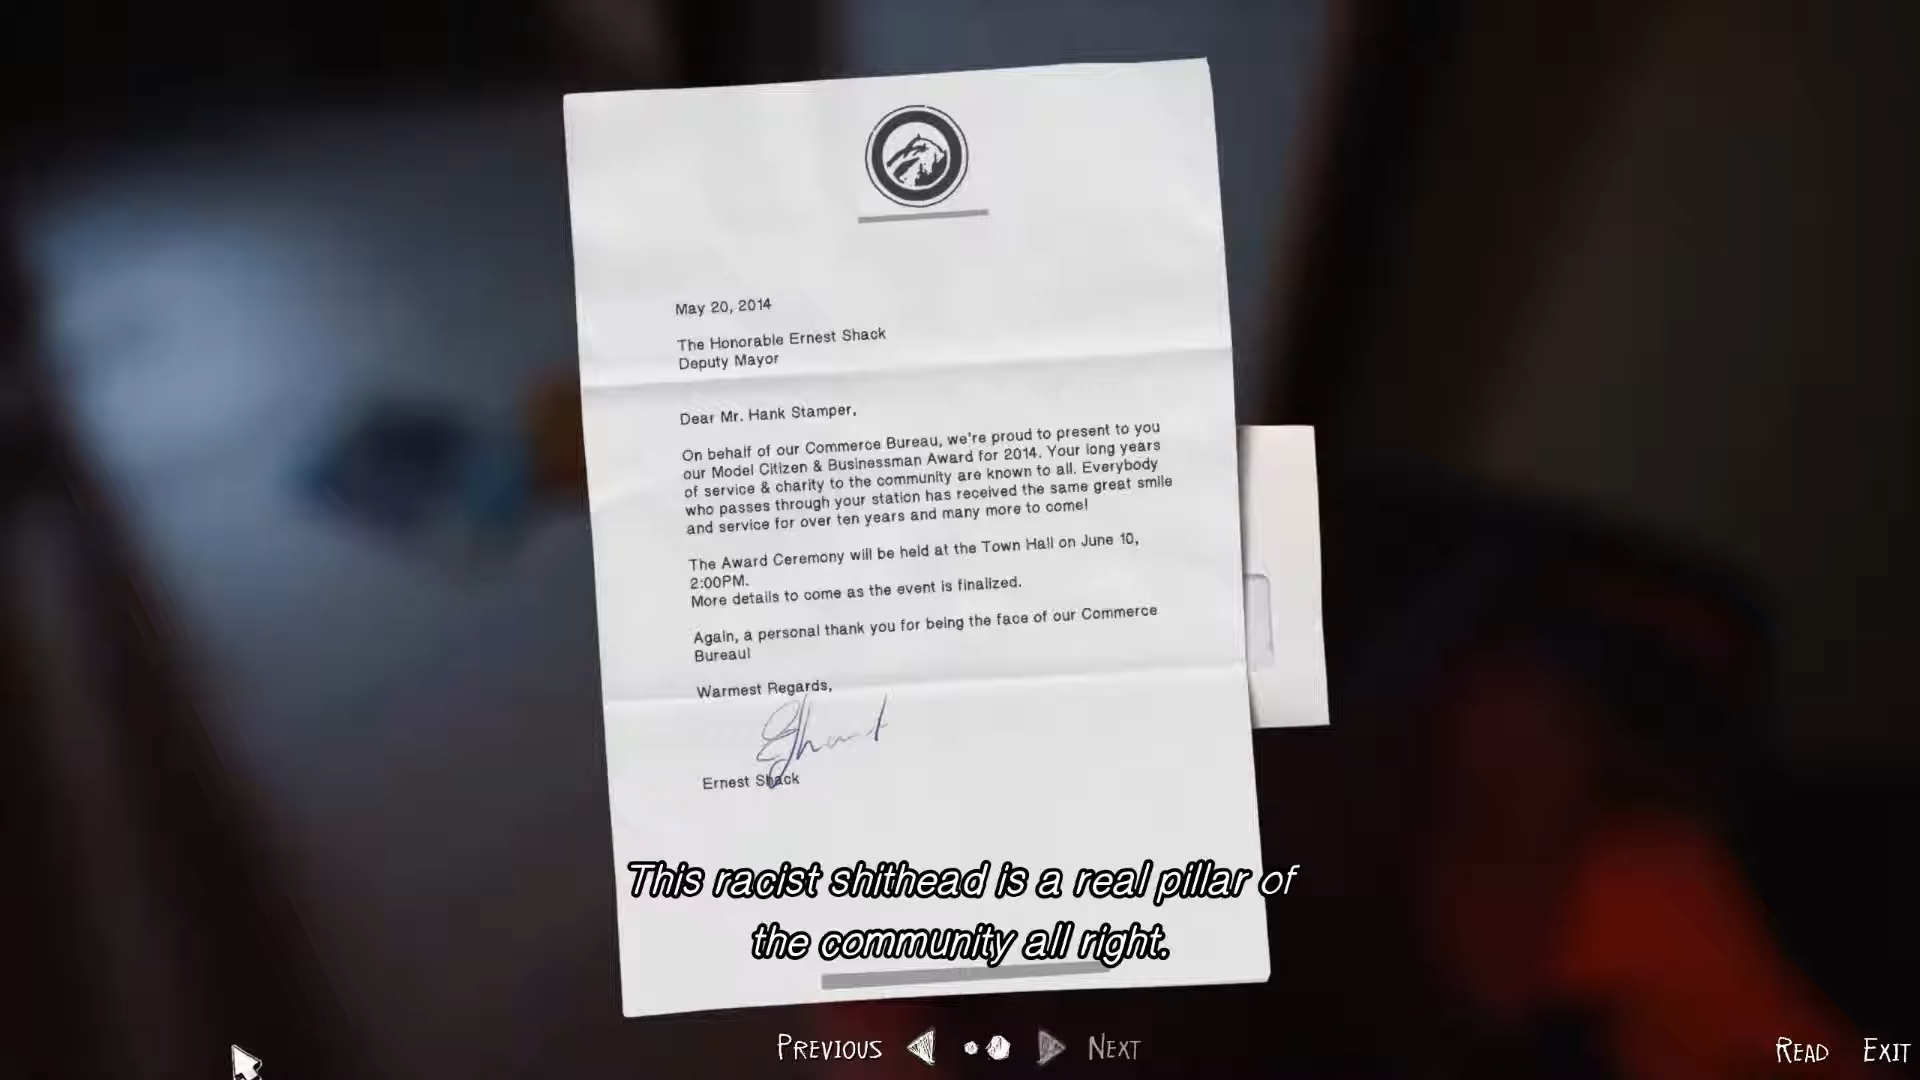 May 20, 2014
The Honorable Ernest Shack
Deputy Mayor
Dear Mr. Hank Stamper,
On behalf of our Commerce Bureau, we're proud to present to you
our Model Citizen & Businessman Award for 2014. Your long years
of service & charity to the community are known to all. Everybody
who passes through your station has received the same great smile
and service for over ten years and many more to come!
The Award Ceremony will be held at the Town Hall on June 10,
2:00PM.
More details to come as the event is finalized.
Again, a personal thank you for being the face of our Commerce
Bureau!
Warmest Regards,
Ernest Shack
This racist shithead is a real pillar of
the community all right.
PREVIOUS NEXT
READ EXIT